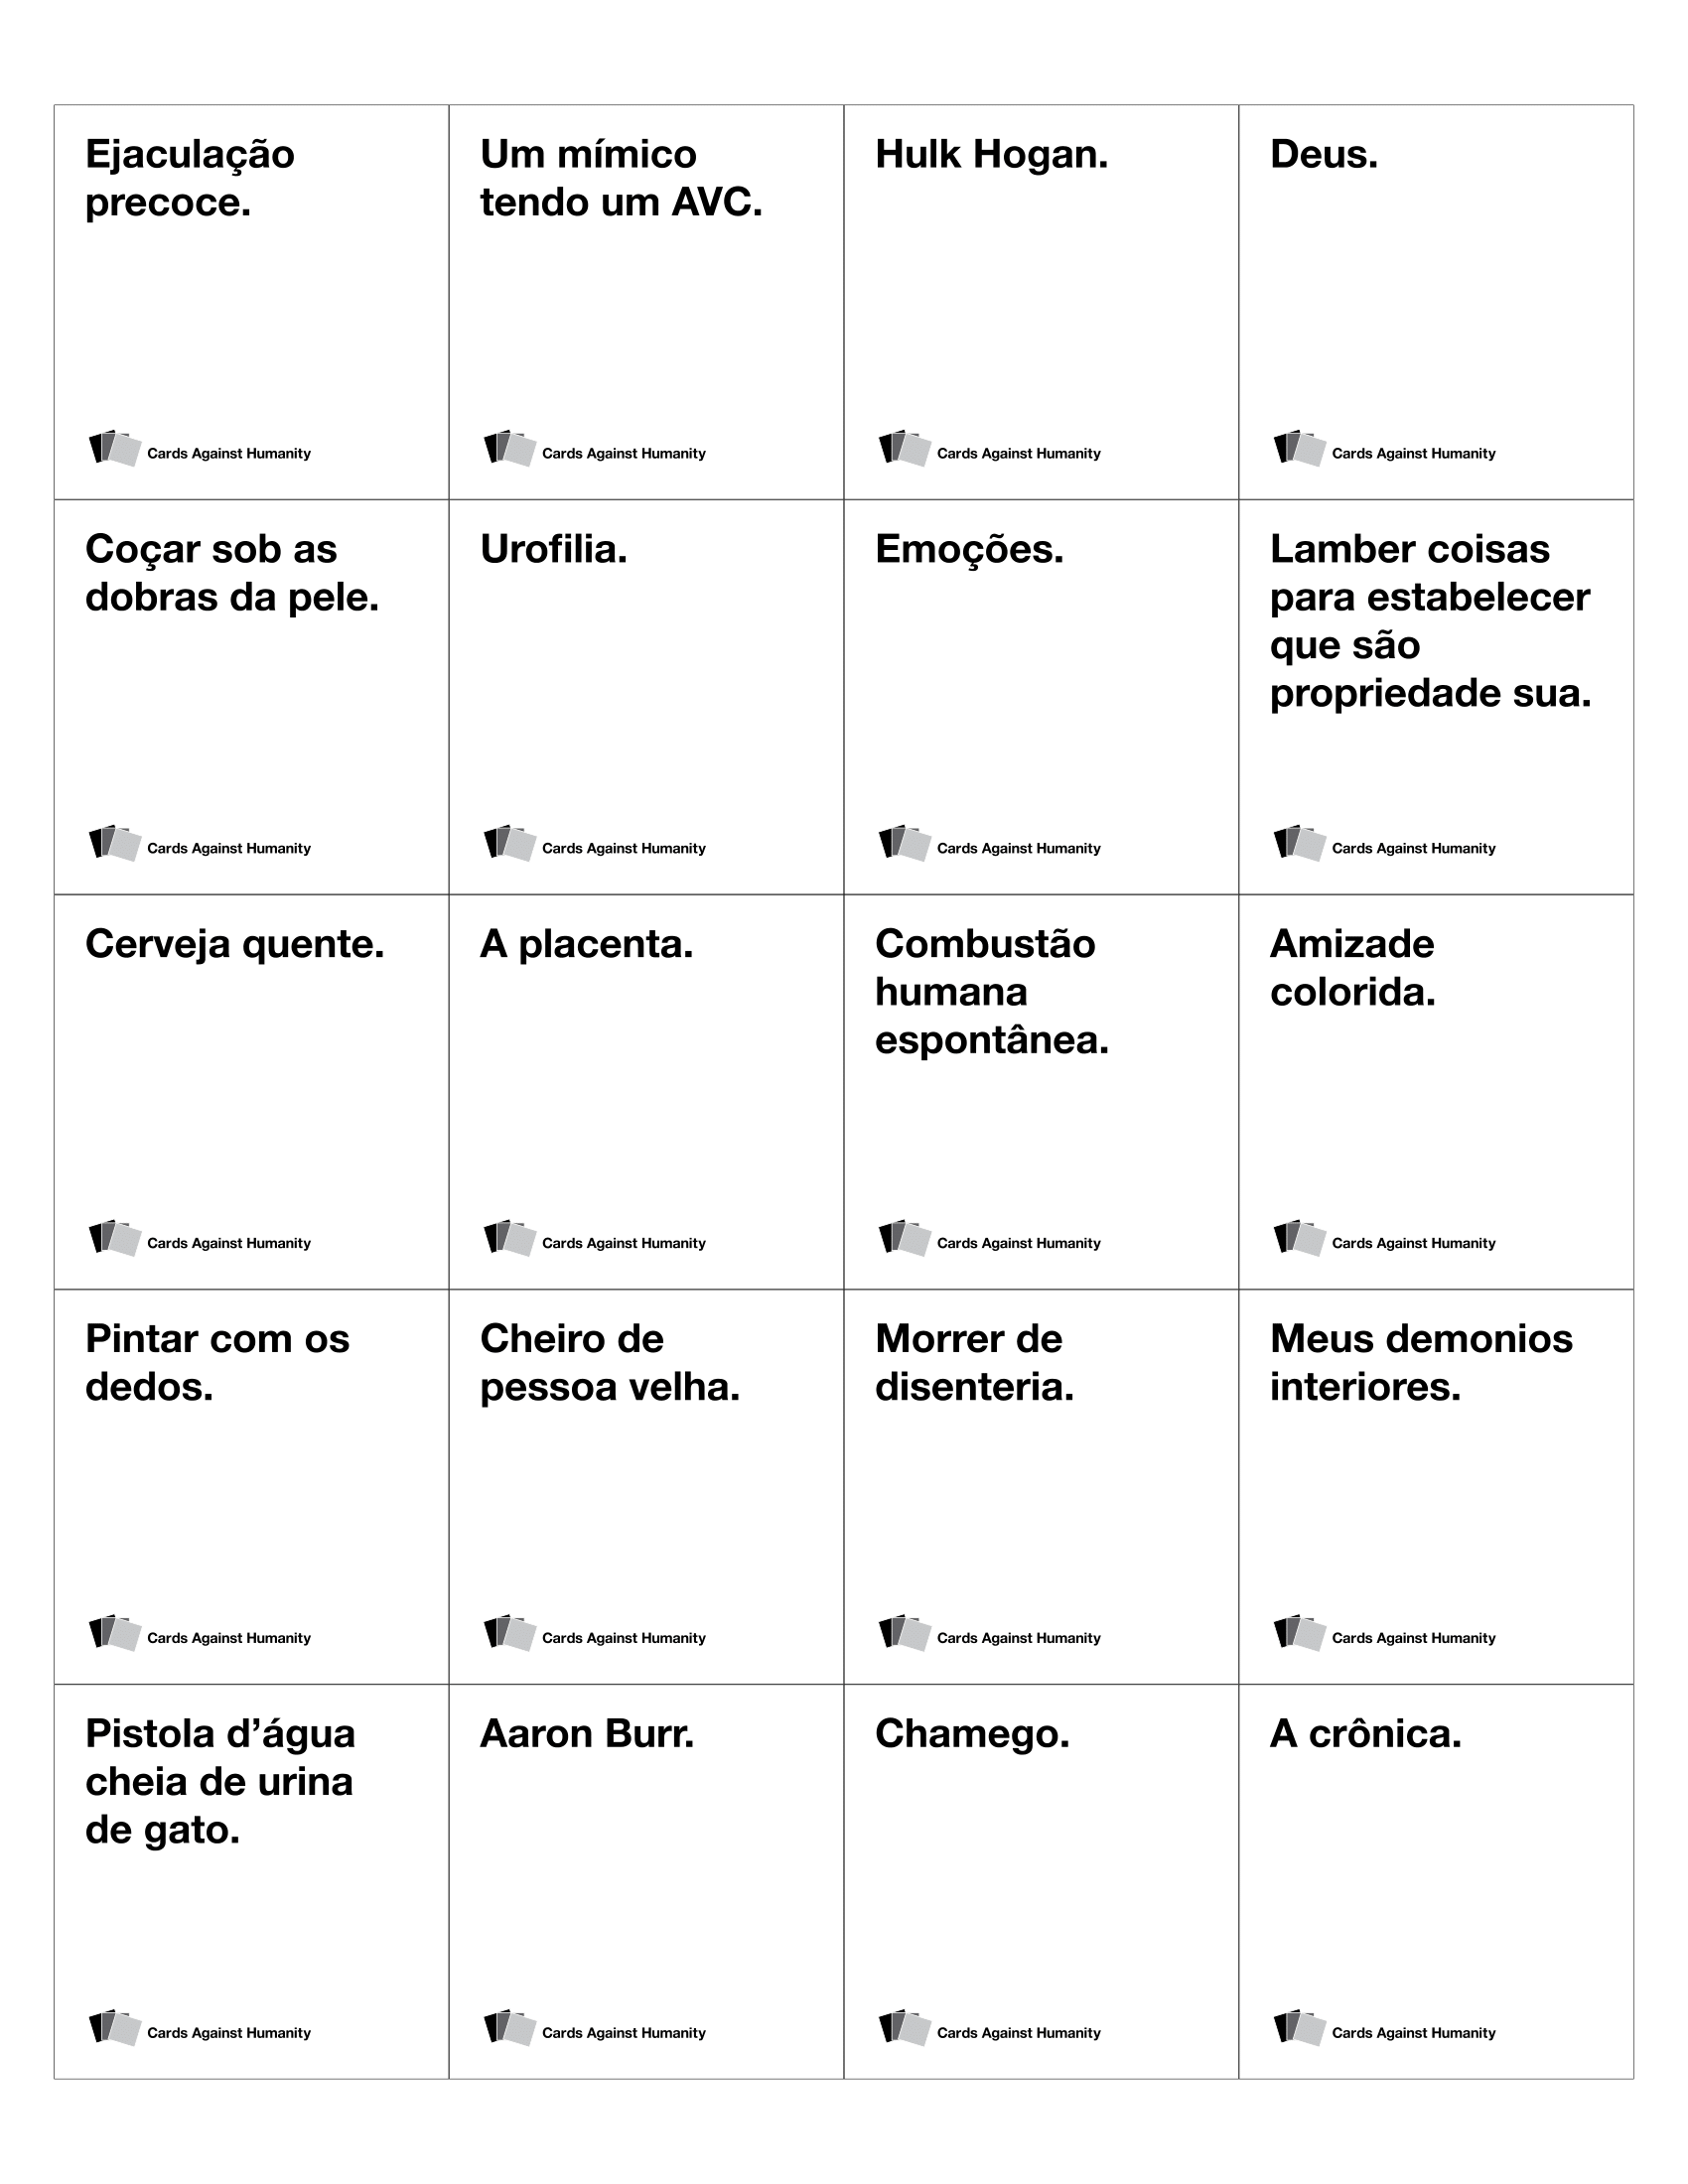 Ejaculação
precoce.
Cards Against Humanity
Um mímico
tendo um AVC.
Cards Against Humanity
Hulk Hogan.
Cards Against Humanity
Deus.
Cards Against Humanity
Coçar sob as
dobras da pele.
Cards Against Humanity
Urofilia.
Cards Against Humanity
Emoções.
Cards Against Humanity
Lamber coisas
para estabelecer
que são
propriedade sua.
Cards Against Humanity
Cerveja quente.
Cards Against Humanity
A placenta.
Cards Against Humanity
Combustão
humana
espontânea.
Cards Against Humanity
Amizade
colorida.
Cards Against Humanity
Pintar com os
dedos.
Cards Against Humanity
Cheiro de
pessoa velha.
Cards Against Humanity
Morrer de
disenteria.
Cards Against Humanity
Meus demonios
interiores.
Cards Against Humanity
Pistola d’água
cheia de urina
de gato.
Cards Against Humanity
Aaron Burr.
Cards Against Humanity
Chamego.
Cards Against Humanity
A crônica.
Cards Against Humanity